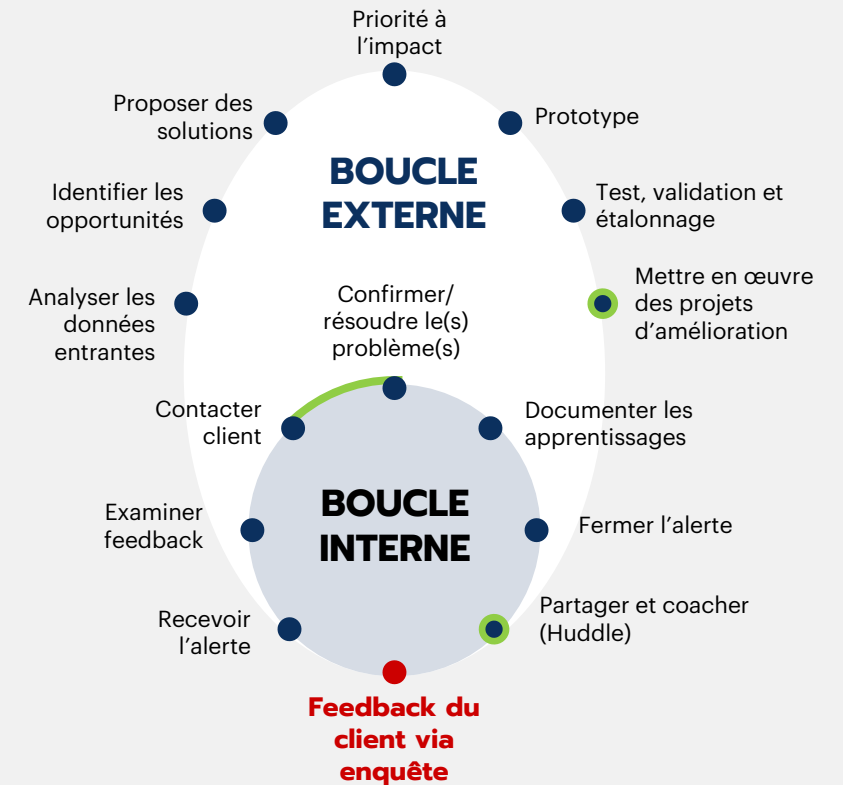 Priorité à
l'impact
Proposer des
solutions
Prototype
BOUCLE
EXTERNE
Identifier les
opportunités
Test, validation et
étalonnage
Analyser les
données
entrantes
Confirmer/
résoudre le(s)
problème(s)
Mettre en œuvre
des projets
d'amélioration
Contacter
client
Documenter les
apprentissages
BOUCLE
INTERNE
Examiner
feedback
Fermer l'alerte
Recevoir
l'alerte
Partager et coacher
(Huddle)
Feedback du
client via
enquête